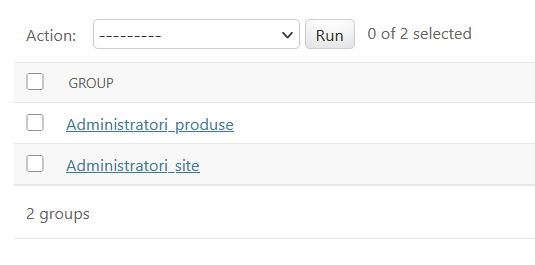 Action: --------- Run 0 of 2 selected
GROUP
Administratori_produse
Administratori_site
2 groups